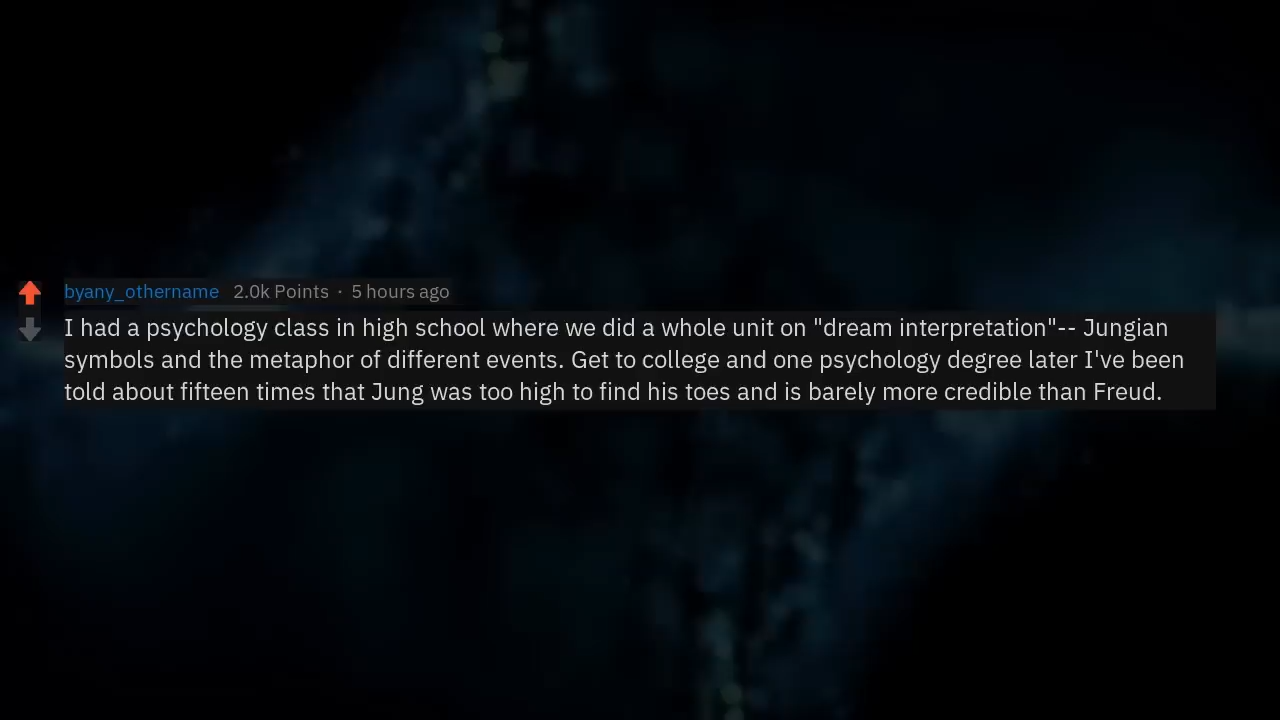 byany_othername 2.0k Points · 5 hours ago
I had a psychology class in high school where we did a whole unit on "dream interpretation"-- Jungian
symbols and the metaphor of different events. Get to college and one psychology degree later I've been
told about fifteen times that Jung was too high to find his toes and is barely more credible than Freud.